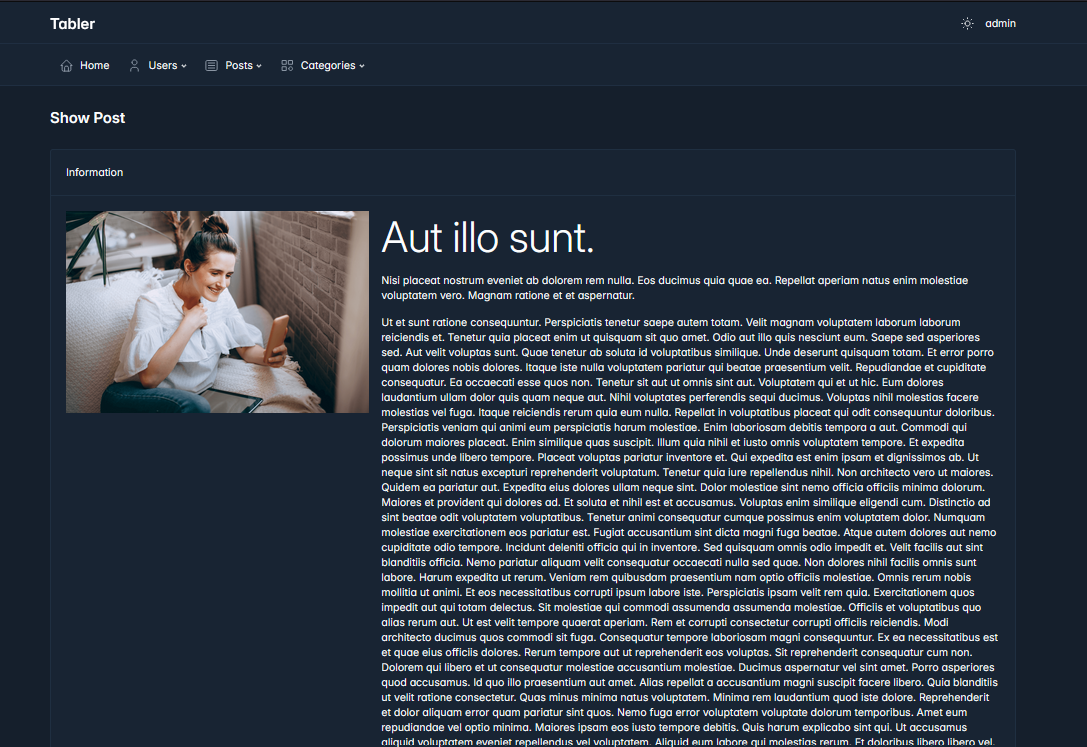 Tabler
admin
Home
Users
Posts
Categories
Show Post
Information
Aut illo sunt.
Nisi placeat nostrum eveniet ab dolorem rem nulla. Eos ducimus quia quae ea. Repellat aperiam natus enim molestiae
voluptatem vero. Magnam ratione et et aspernatur.
Ut et sunt ratione consequuntur. Perspiciatis tenetur saepe autem totam. Velit magnam voluptatem laborum laborum
reiciendis et. Tenetur quia placeat enim ut quisquam sit quo amet. Odio aut illo quis nesciunt eum. Saepe sed asperiores
sed. Aut velit voluptas sunt. Quae tenetur ab soluta id voluptatibus similique. Unde deserunt quisquam totam. Et error porro
quam dolores nobis dolores. Itaque iste nulla voluptatem pariatur qui beatae praesentium velit. Repudiandae et cupiditate
consequatur. Ea occaecati esse quos non. Tenetur sit aut ut omnis sint aut. Voluptatem qui et ut hic. Eum dolores
laudantium ullam dolor quis quam neque aut. Nihil voluptates perferendis sequi ducimus. Voluptas nihil molestias facere
molestias vel fuga. Itaque reiciendis rerum quia eum nulla. Repellat in voluptatibus placeat qui odit consequuntur doloribus.
Perspiciatis veniam qui animi eum perspiciatis harum molestiae. Enim laboriosam debitis tempora a aut. Commodi qui
dolorum maiores placeat. Enim similique quas suscipit. Illum quia nihil et iusto omnis voluptatem tempore. Et expedita
possimus unde libero tempore. Placeat voluptas pariatur inventore et. Qui expedita est enim ipsam et dignissimos ab. Ut
neque sint sit natus excepturi reprehenderit voluptatum. Tenetur quia iure repellendus nihil. Non architecto vero ut maiores.
Quidem ea pariatur aut. Expedita eius dolores ullam neque sint. Dolor molestiae sint nemo officia officiis minima dolorum.
Maiores et provident qui dolores ad. Et soluta et nihil est et accusamus. Voluptas enim similique eligendi cum. Distinctio ad
sint beatae odit voluptatem voluptatibus. Tenetur animi consequatur cumque possimus enim voluptatem dolor. Numquam
molestiae exercitationem eos pariatur est. Fugiat accusantium sint dicta magni fuga beatae. Atque autem dolores aut nemo
cupiditate odio tempore. Incidunt deleniti officia qui in inventore. Sed quisquam omnis odio impedit et. Velit facilis aut sint
blanditiis officia. Nemo pariatur aliquam velit consequatur occaecati nulla sed quae. Non dolores nihil facilis omnis sunt
labore. Harum expedita ut rerum. Veniam rem quibusdam praesentium nam optio officiis molestiae. Omnis rerum nobis
mollitia ut animi. Et eos necessitatibus corrupti ipsum labore iste. Perspiciatis ipsam velit rem quia. Exercitationem quos
impedit aut qui totam delectus. Sit molestiae qui commodi assumenda assumenda molestiae. Officiis et voluptatibus quo
alias rerum aut. Ut est velit tempore quaerat aperiam. Rem et corrupti consectetur corrupti officiis reiciendis. Modi
architecto ducimus quos commodi sit fuga. Consequatur tempore laboriosam magni consequuntur. Ex ea necessitatibus est
et quae eius officiis dolores. Rerum tempore aut ut reprehenderit eos voluptas. Sit reprehenderit consequatur cum non.
Dolorem qui libero et ut consequatur molestiae accusantium molestiae. Ducimus aspernatur vel sint amet. Porro asperiores
quod accusamus. Id quo illo praesentium aut amet. Alias repellat a accusantium magni suscipit facere libero. Quia blanditiis
ut velit ratione consectetur. Quas minus minima natus voluptatem. Minima rem laudantium quod iste dolore. Reprehenderit
et dolor aliquam error quam pariatur sint quos. Nemo fuga error voluptatem voluptate dolorum temporibus. Amet eum
repudiandae vel optio minima. Maiores ipsam eos iusto tempore debitis. Quis harum explicabo sint qui. Ut accusamus
aliquid voluptatem eveniet repellendus vel voluptatem. Aliquid eum labore qui molestias rerum. Et doloribus libero libero vel.